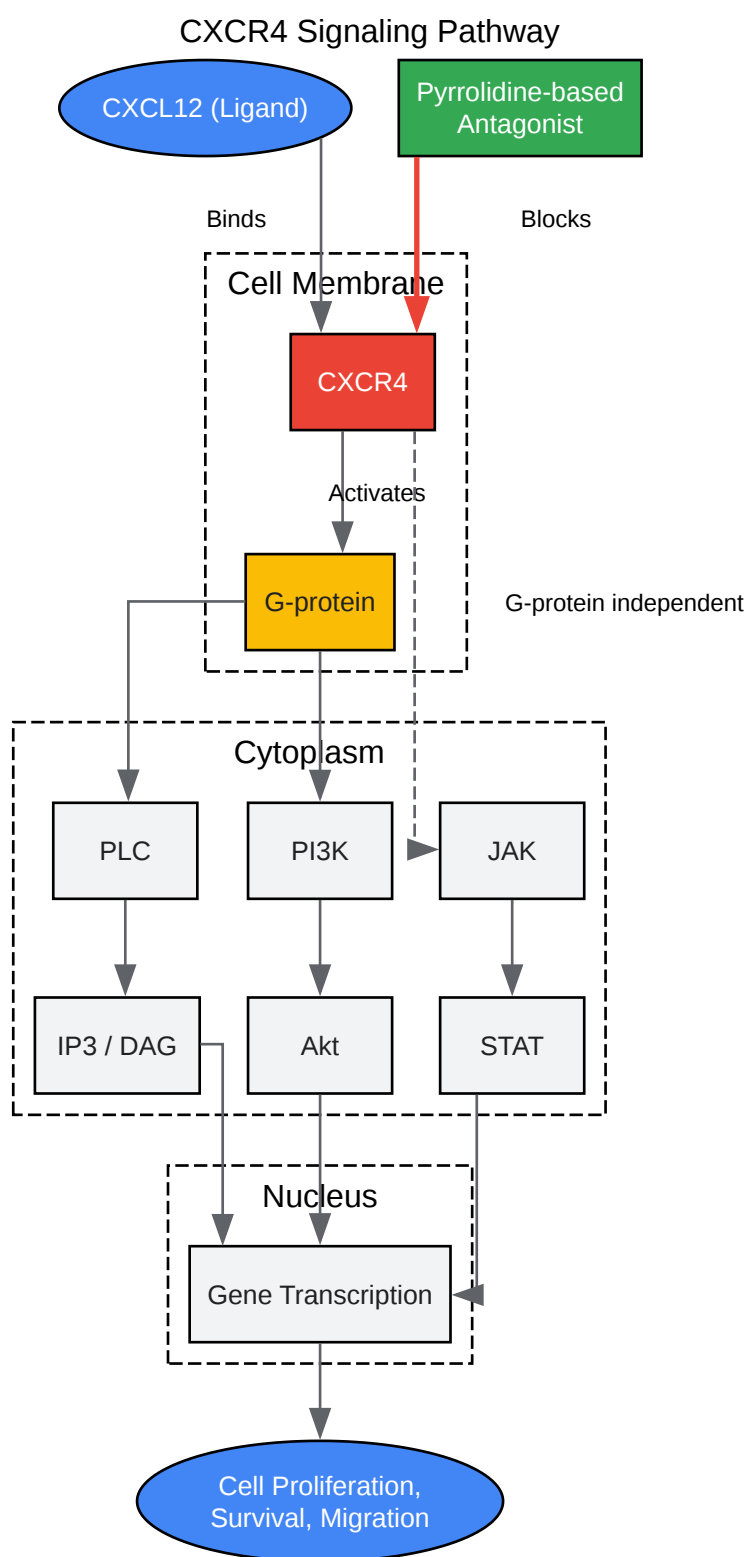 CXCR4 Signaling Pathway
CXCL12 (Ligand)
Pyrrolidine-based
Antagonist
Binds
Blocks
Cell Membrane
CXCR4
Activates
G-protein
G-protein independent
Cytoplasm
PLC
PI3K
JAK
IP3 / DAG
Akt
STAT
Nucleus
Gene Transcription
Cell Proliferation,
Survival, Migration